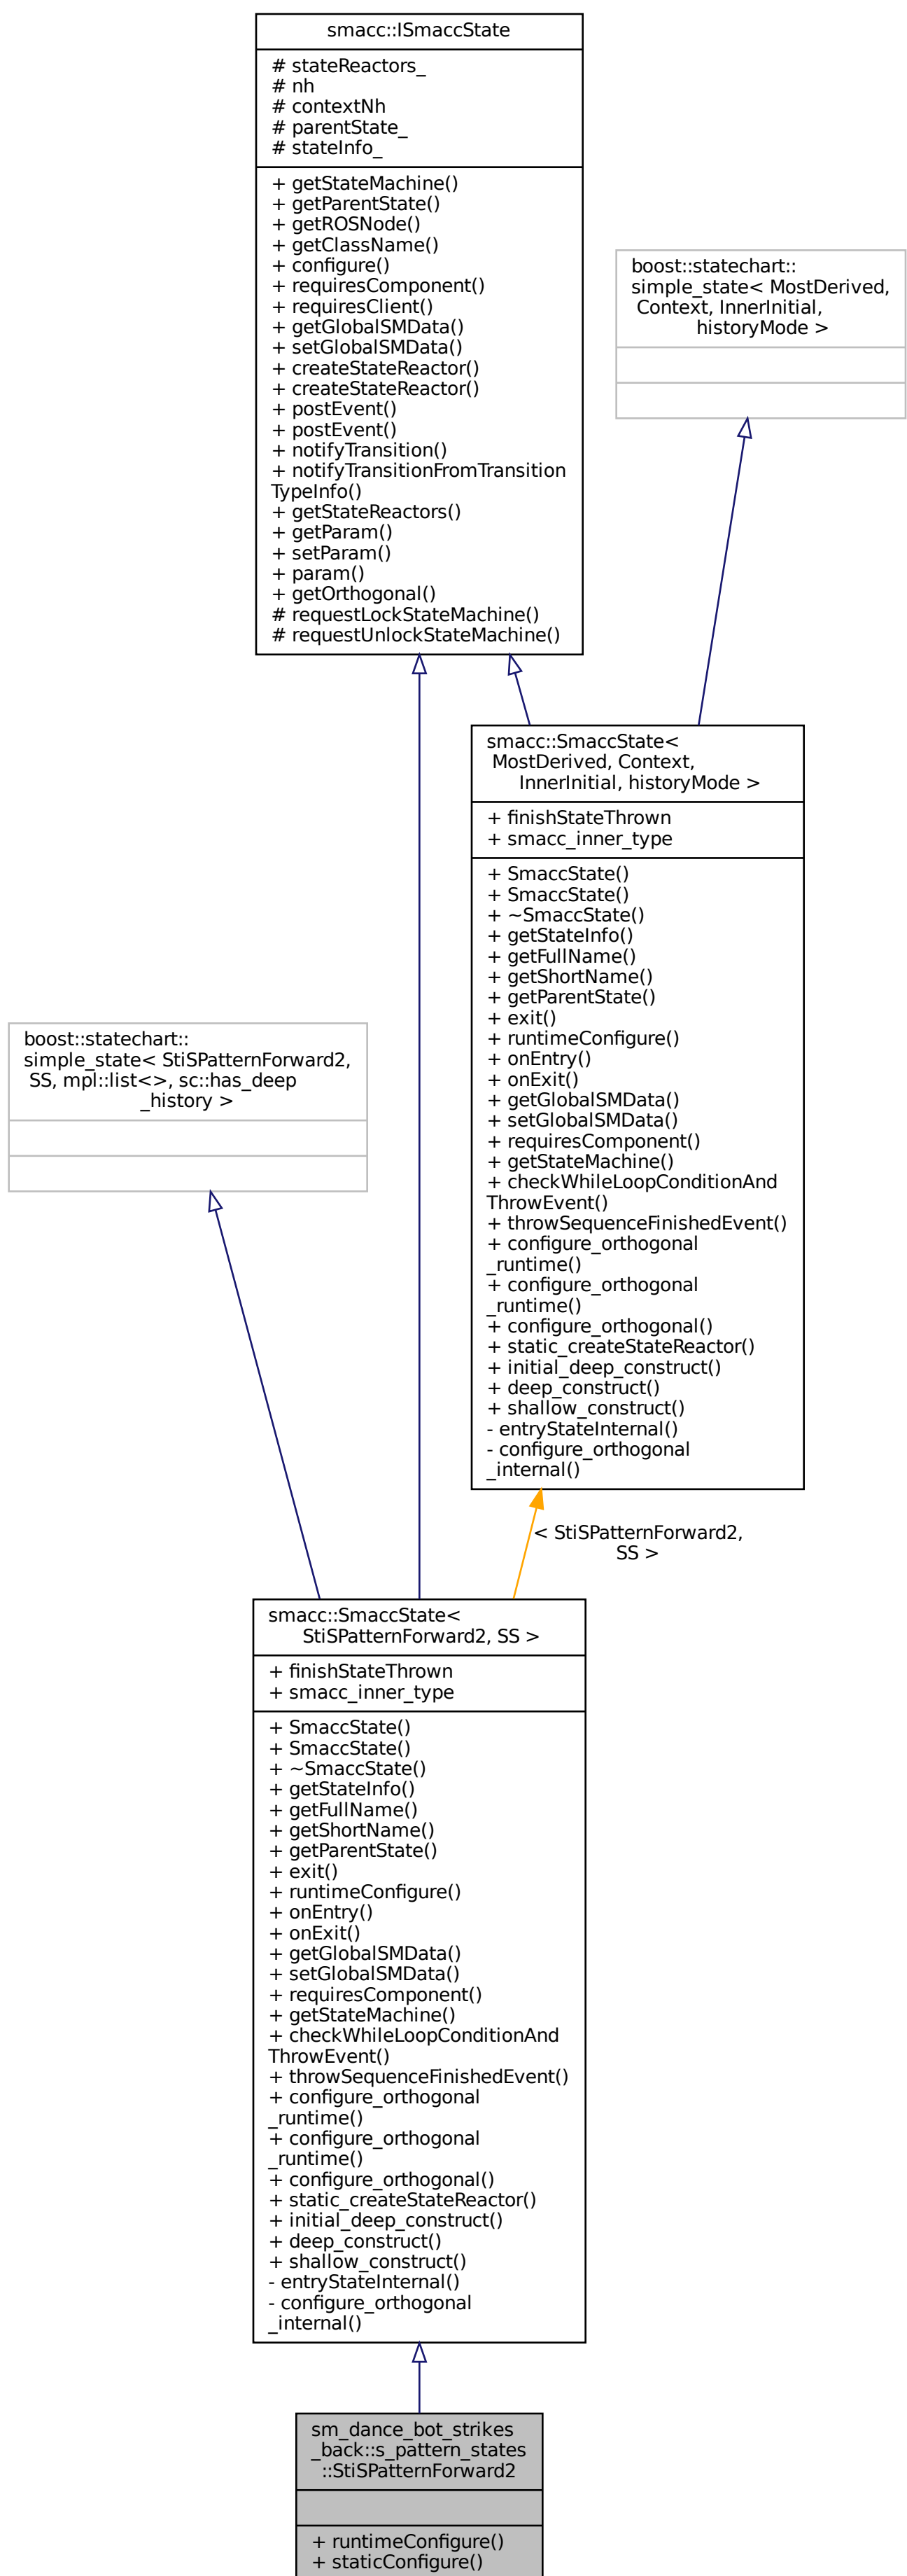 smacc::ISmaccState
# stateReactors_
# nh
# contextNh
# parentState_
# stateInfo_
+ getStateMachine()
+ getParentState()
+ getROSNode()
+ getClassName()
+ configure()
+ requiresComponent()
+ requiresClient()
+ getGlobalSMData()
+ setGlobalSMData()
+ createStateReactor()
+ createStateReactor()
+ postEvent()
+ postEvent()
+ notifyTransition()
+ notifyTransitionFromTransition
TypeInfo()
+ getStateReactors()
+ getParam()
+ setParam()
+ param()
+ getOrthogonal()
# requestLockStateMachine()
# requestUnlockStateMachine()
boost::statechart::
simple_state< MostDerived,
Context, InnerInitial,
historyMode >
smacc::SmaccState<
MostDerived, Context,
InnerInitial, historyMode >
+ finishStateThrown
+ smacc_inner_type
+ SmaccState()
+ SmaccState()
+ ~SmaccState()
+ getStateInfo()
+ getFullName()
+ getShortName()
+ getParentState()
+ exit()
+ runtimeConfigure()
+ onEntry()
+ onExit()
+ getGlobalSMData()
+ setGlobalSMData()
+ requiresComponent()
+ getStateMachine()
+ checkWhileLoopConditionAnd
ThrowEvent()
+ throwSequenceFinishedEvent()
+ configure_orthogonal
_runtime()
+ configure_orthogonal
_runtime()
+ configure_orthogonal()
+ static_createStateReactor()
+ initial_deep_construct()
+ deep_construct()
+ shallow_construct()
- entryStateInternal()
- configure_orthogonal
_internal()
boost::statechart::
simple_state< StiSPatternForward2,
SS, mpl::list<>, sc::has_deep
_history >
< StiSPatternForward2,
SS >
smacc::SmaccState<
StiSPatternForward2, SS >
+ finishStateThrown
+ smacc_inner_type
+ SmaccState()
+ SmaccState()
+ ~SmaccState()
+ getStateInfo()
+ getFullName()
+ getShortName()
+ getParentState()
+ exit()
+ runtimeConfigure()
+ onEntry()
+ onExit()
+ getGlobalSMData()
+ setGlobalSMData()
+ requiresComponent()
+ getStateMachine()
+ checkWhileLoopConditionAnd
ThrowEvent()
+ throwSequenceFinishedEvent()
+ configure_orthogonal
_runtime()
+ configure_orthogonal
_runtime()
+ configure_orthogonal()
+ static_createStateReactor()
+ initial_deep_construct()
+ deep_construct()
+ shallow_construct()
- entryStateInternal()
- configure_orthogonal
_internal()
sm_dance_bot_strikes
_back::s_pattern_states
::StiSPatternForward2
+ runtimeConfigure()
+ staticConfigure()